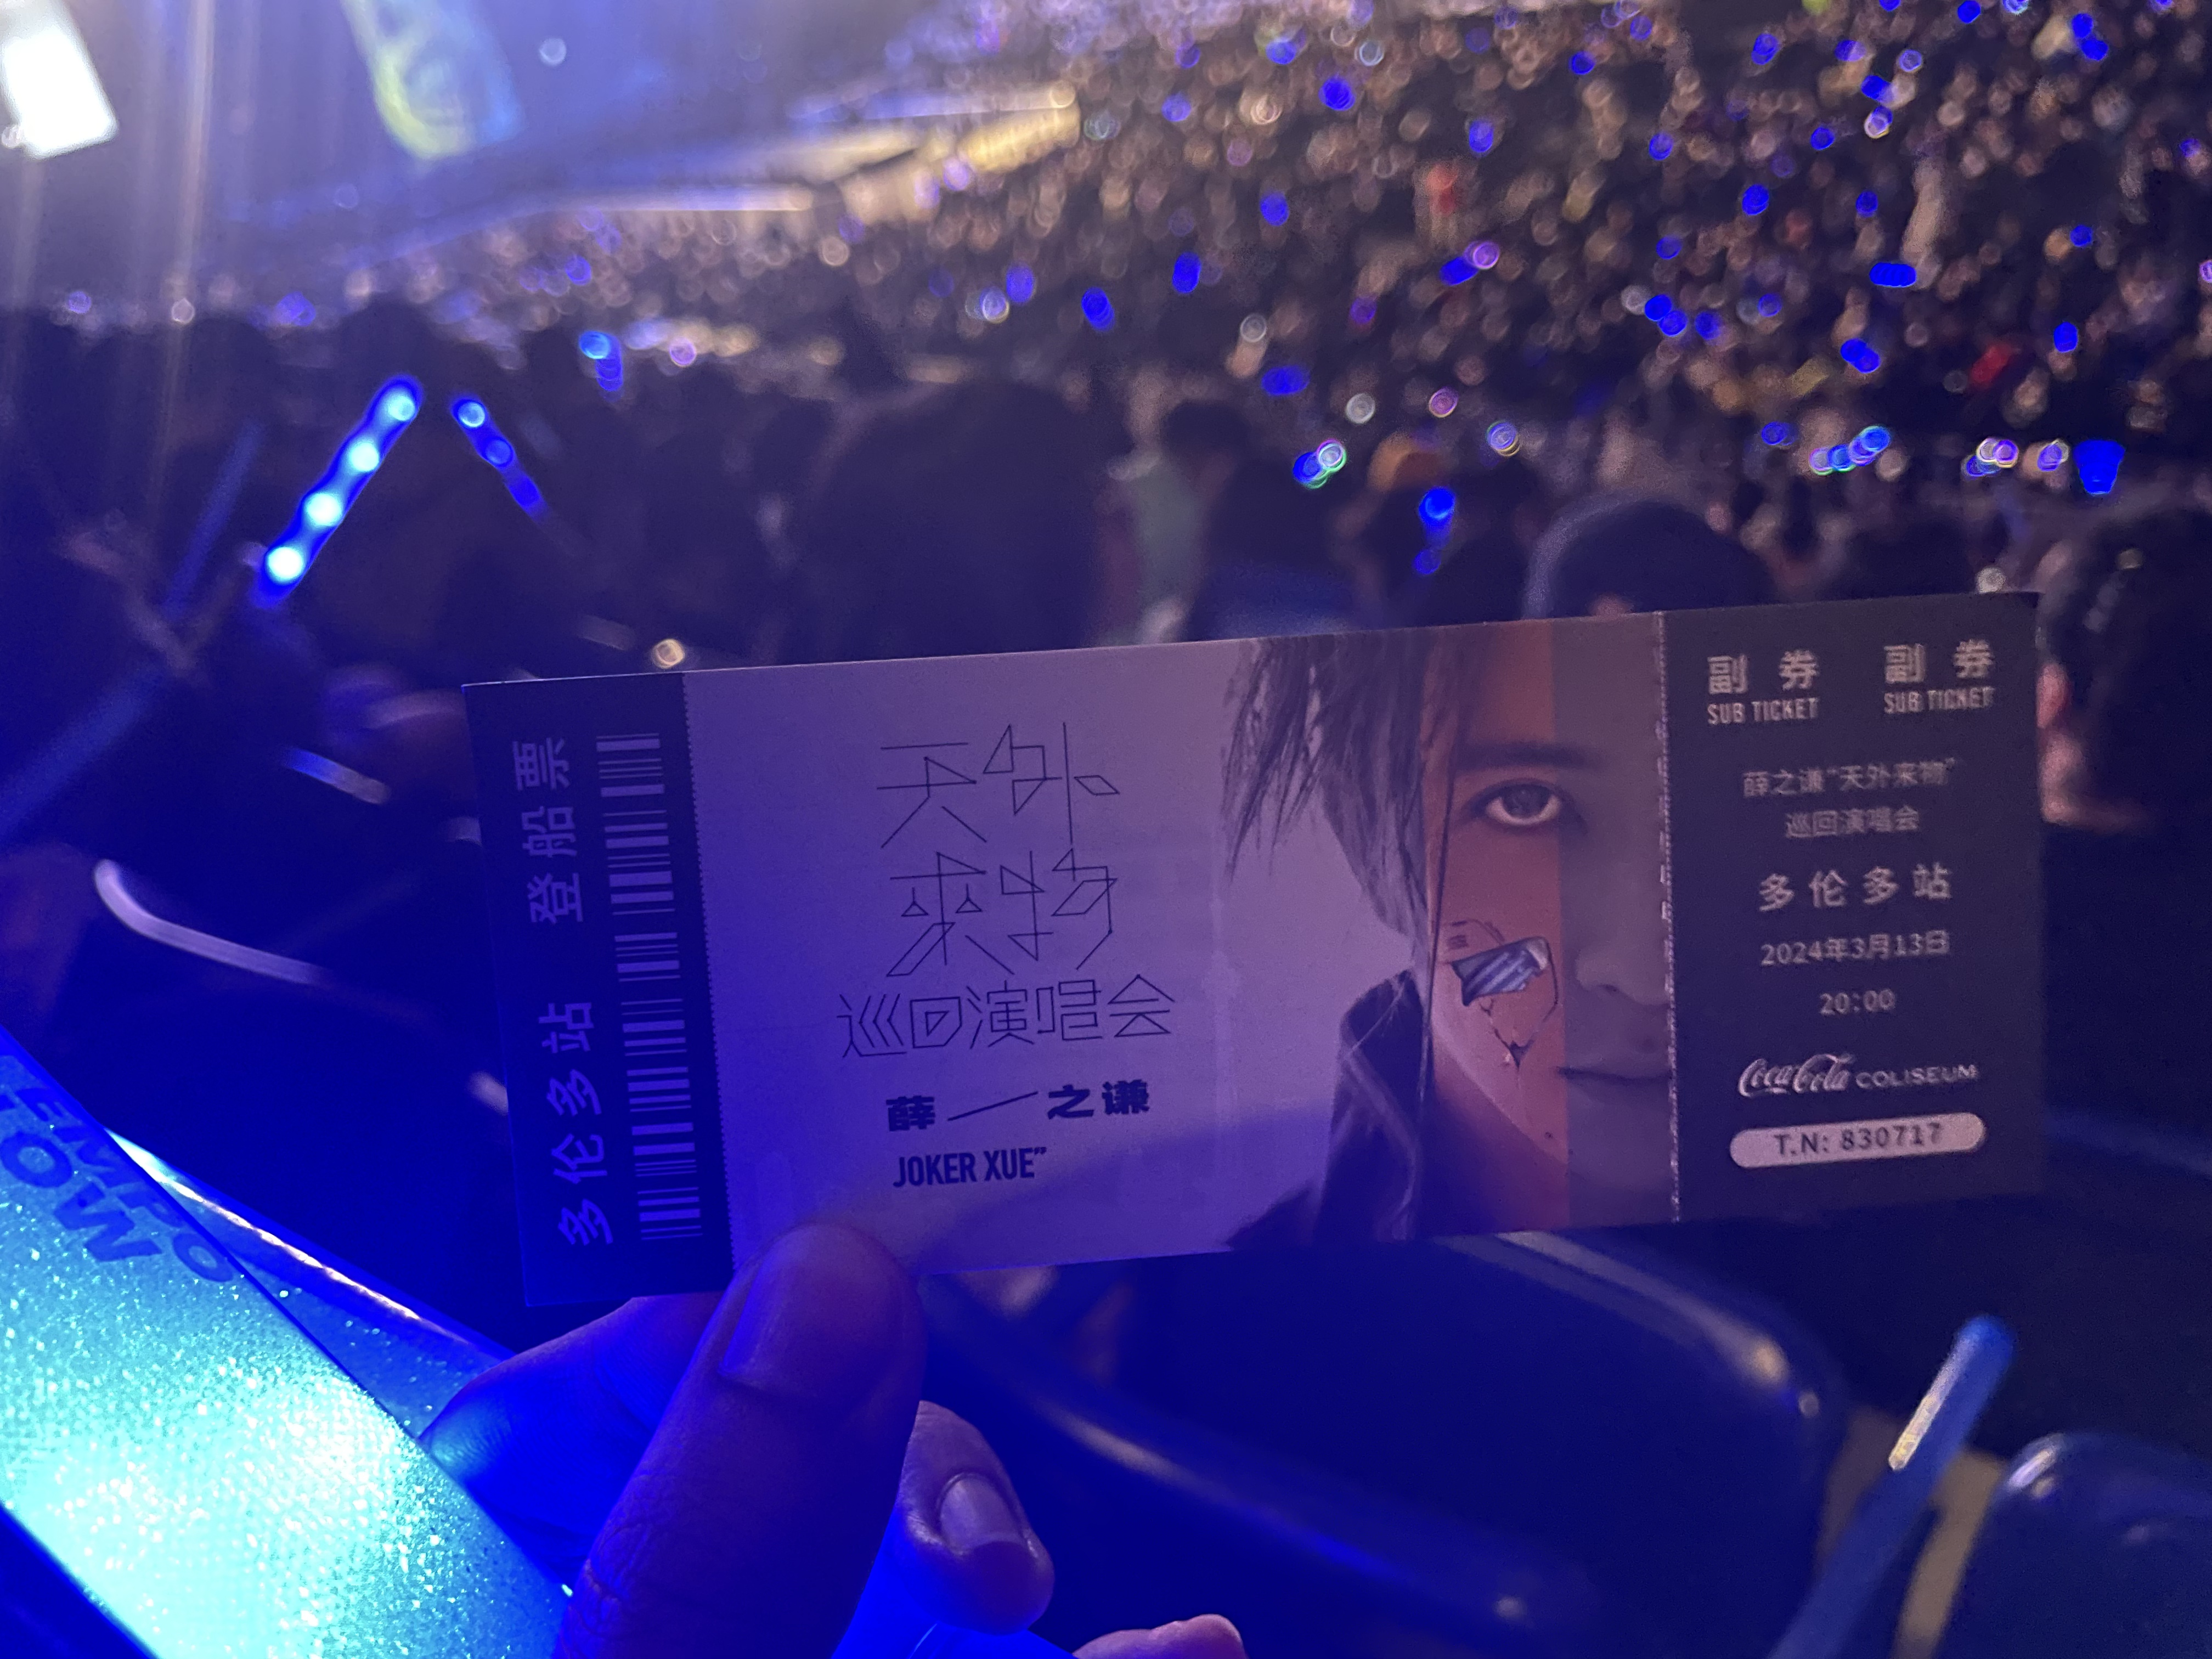 登船票
多伦多站
天外
來物
巡回演唱会
薛之谦
JOKER XUE"
副券 副券
SUB TICKET SUB TICKET
薛之谦“天外来物”
巡回演唱会
多伦多站
2024年3月13日
20:00
Coca-Cola COLISEUM
T.N: 830717